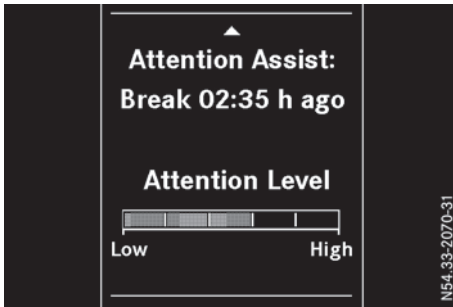 Attention Assist:
Break 02:35 h ago
Attention Level
Low High
N54.33-2070-31